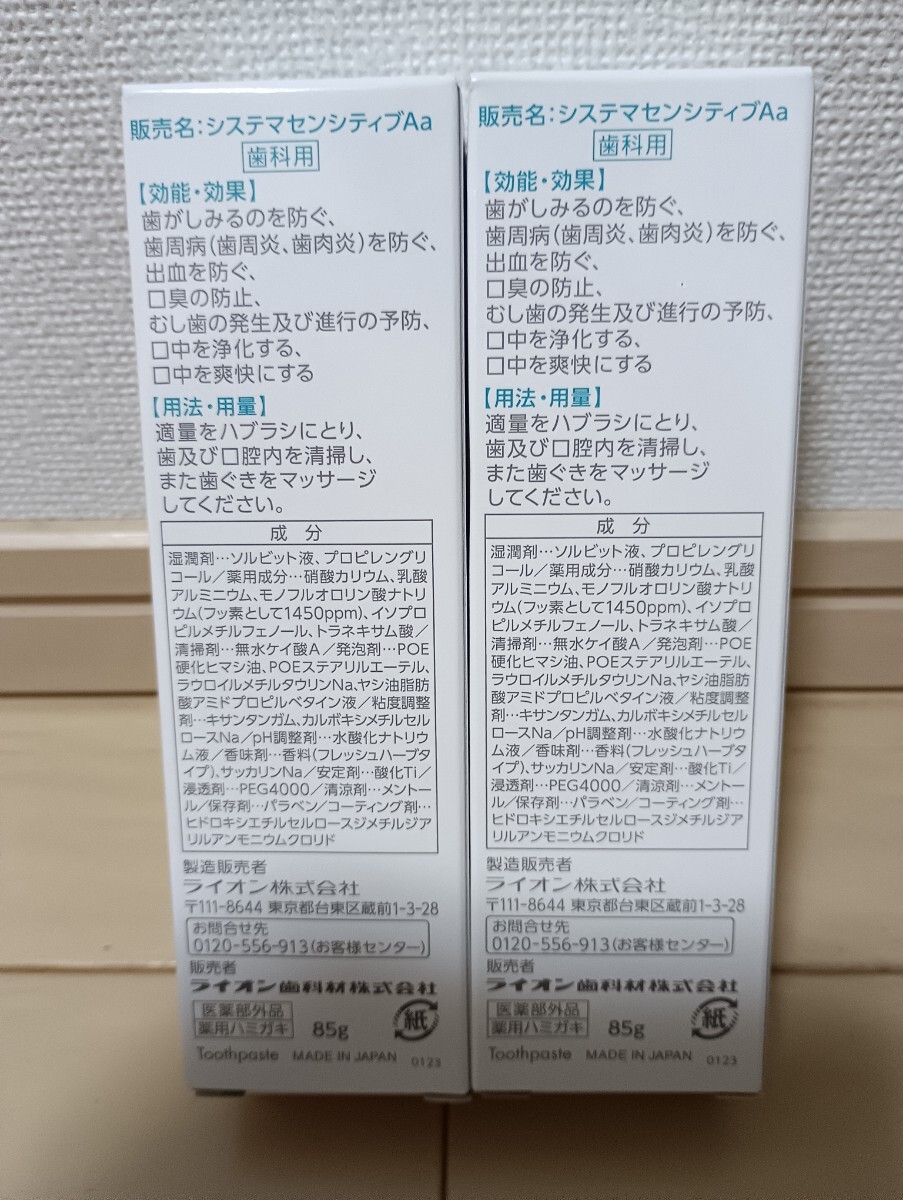 販売名:システマセンシティブAa
歯科用
【効能・効果】
歯がしみるのを防ぐ、
歯周病(歯周炎、歯肉炎)を防ぐ、
出血を防ぐ、
口臭の防止、
むし歯の発生及び進行の予防、
口中を浄化する、
口中を爽快にする
【用法・用量】
適量をハブラシにとり、
歯及び口腔内を清掃し、
また歯ぐきをマッサージ
してください。
成 分
湿潤剤…ソルビット液、プロピレングリ
コール/薬用成分…硝酸カリウム、乳酸
アルミニウム、モノフルオロリン酸ナトリ
ウム(フッ素として1450ppm)、イソプロ
ピルメチルフェノール、トラネキサム酸/
清掃剤…無水ケイ酸A/発泡剤…POE
硬化ヒマシ油、POEステアリルエーテル、
ラウロイルメチルタウリンNa、ヤシ油脂肪
酸アミドプロピルベタイン液/粘度調整
剤…キサンタンガム、カルボキシメチルセル
ロースNa/pH調整剤…水酸化ナトリウ
ム液/香味剤…香料(フレッシュハーブタ
イプ)、サッカリンNa/安定剤…酸化Ti/
浸透剤…PEG4000/清涼剤…メントー
ル/保存剤…パラベン/コーティング剤…
ヒドロキシエチルセルロースジメチルジア
リルアンモニウムクロリド
製造販売者
ライオン株式会社
〒111-8644 東京都台東区蔵前1-3-28
お問合せ先
0120-556-913(お客様センター)
販売者
ライオン歯科材株式会社
医薬部外品
薬用ハミガキ
85g
紙
Toothpaste MADE IN JAPAN 0123
販売名:システマセンシティブAa
歯科用
【効能・効果】
歯がしみるのを防ぐ、
歯周病(歯周炎、歯肉炎)を防ぐ、
出血を防ぐ、
口臭の防止、
むし歯の発生及び進行の予防、
口中を浄化する、
口中を爽快にする
【用法・用量】
適量をハブラシにとり、
歯及び口腔内を清掃し、
また歯ぐきをマッサージ
してください。
成 分
湿潤剤…ソルビット液、プロピレングリ
コール/薬用成分…硝酸カリウム、乳酸
アルミニウム、モノフルオロリン酸ナトリ
ウム(フッ素として1450ppm)、イソプロ
ピルメチルフェノール、トラネキサム酸/
清掃剤…無水ケイ酸A/発泡剤…POE
硬化ヒマシ油、POEステアリルエーテル、
ラウロイルメチルタウリンNa、ヤシ油脂肪
酸アミドプロピルベタイン液/粘度調整
剤…キサンタンガム、カルボキシメチルセル
ロースNa/pH調整剤…水酸化ナトリウ
ム液/香味剤…香料(フレッシュハーブタ
イプ)、サッカリンNa/安定剤…酸化Ti/
浸透剤…PEG4000/清涼剤…メントー
ル/保存剤…パラベン/コーティング剤…
ヒドロキシエチルセルロースジメチルジア
リルアンモニウムクロリド
製造販売者
ライオン株式会社
〒111-8644 東京都台東区蔵前1-3-28
お問合せ先
0120-556-913(お客様センター)
販売者
ライオン歯科材株式会社
医薬部外品
薬用ハミガキ
85g
紙
Toothpaste MADE IN JAPAN 0123